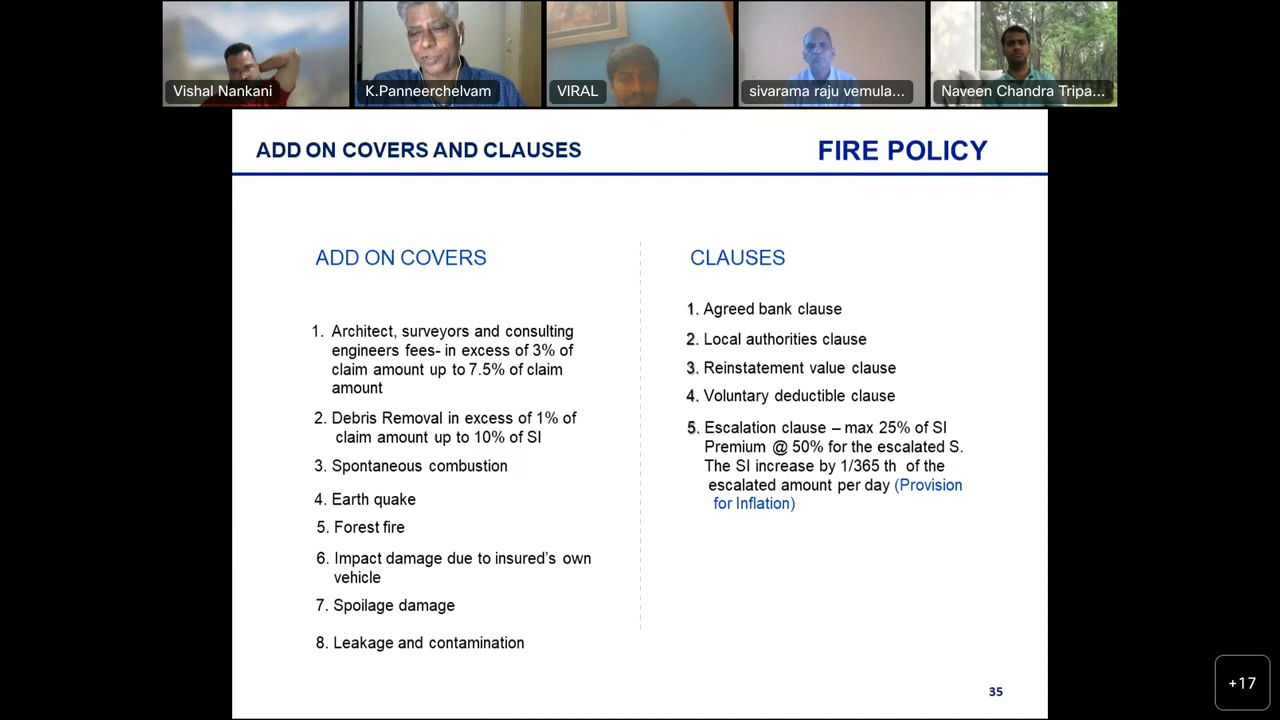 Vishal Nankani
K.Panneerchelvam
VIRAL
sivarama raju vemula...
Naveen Chandra Tripa...
ADD ON COVERS AND CLAUSES
FIRE POLICY
ADD ON COVERS
1. Architect, surveyors and consulting
engineers fees- in excess of 3% of
claim amount up to 7.5% of claim
amount
2. Debris Removal in excess of 1% of
claim amount up to 10% of SI
3. Spontaneous combustion
4. Earth quake
5. Forest fire
6. Impact damage due to insured's own
vehicle
7. Spoilage damage
8. Leakage and contamination
CLAUSES
1. Agreed bank clause
2. Local authorities clause
3. Reinstatement value clause
4. Voluntary deductible clause
5. Escalation clause – max 25% of SI
Premium @ 50% for the escalated S.
The SI increase by 1/365 th of the
escalated amount per day (Provision
for Inflation)
35
+17